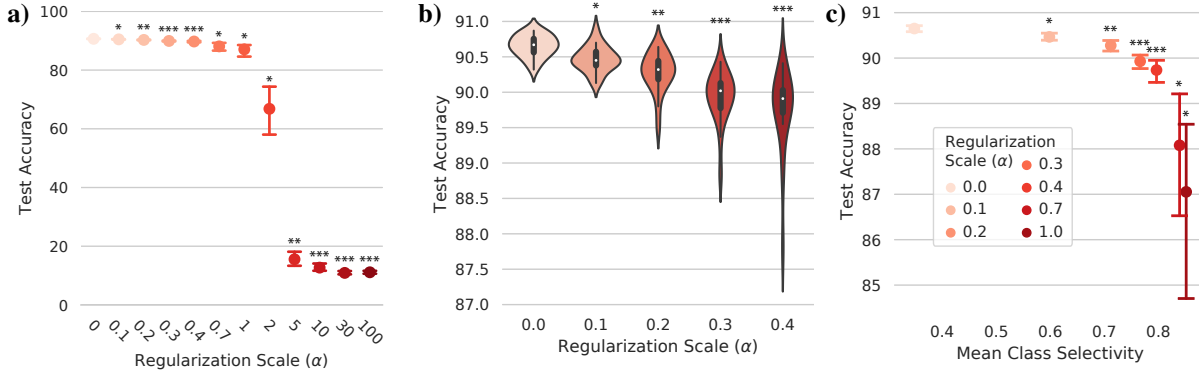 a)
100
80
60
40
20
0
Test Accuracy
* ** *** *** * * * ** *** *** ***
0 0.1 0.2 0.3 0.4 0.7 1 2 5 10 30 100
Regularization Scale (α)
b)
91.0
90.5
90.0
89.5
89.0
88.5
88.0
87.5
87.0
Test Accuracy
* ** *** ***
0.0 0.1 0.2 0.3 0.4
Regularization Scale (α)
c)
91
90
89
88
87
86
85
Test Accuracy
* ** *** *** * *
Regularization
Scale (α)
0.0
0.1
0.2
0.3
0.4
0.7
1.0
0.4 0.5 0.6 0.7 0.8
Mean Class Selectivity